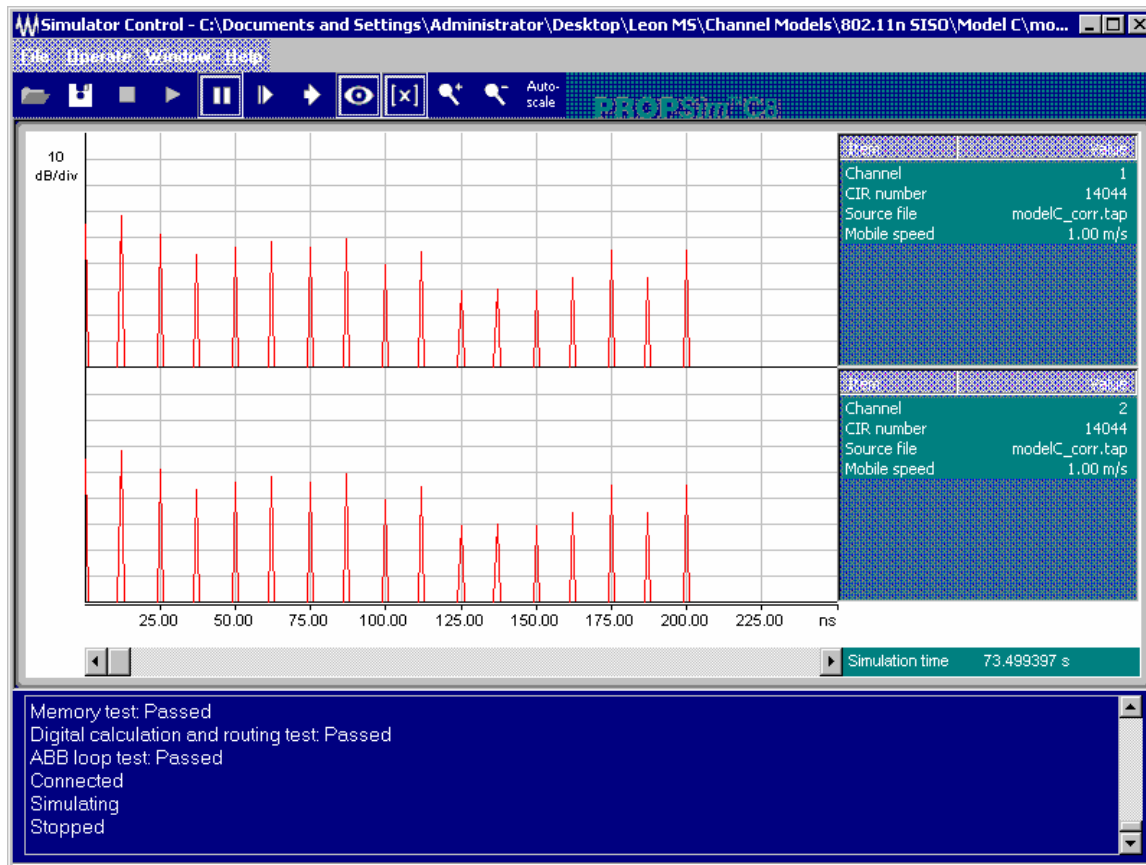 Simulator Control - C:\Documents and Settings\Administrator\Desktop\Leon MS\Channel Models\802.11n SISO\Model C\mo...
File Operate Window Help
Auto-scale
PROPSim™C8
10
dB/div
Item Value
Channel 1
CIR number 14044
Source file modelC_corr.tap
Mobile speed 1.00 m/s
Item Value
Channel 2
CIR number 14044
Source file modelC_corr.tap
Mobile speed 1.00 m/s
25.00 50.00 75.00 100.00 125.00 150.00 175.00 200.00 225.00 ns
Simulation time 73.499397 s
Memory test: Passed
Digital calculation and routing test: Passed
ABB loop test: Passed
Connected
Simulating
Stopped